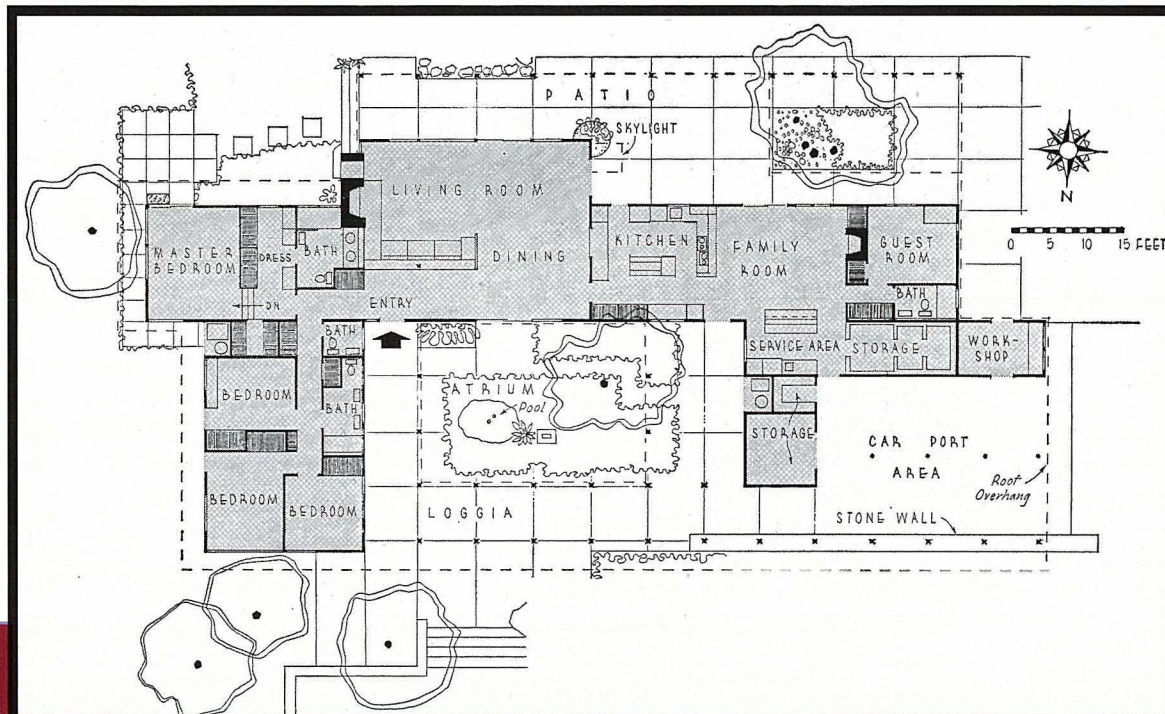 PATIO
SKYLIGHT
N
0 5 10 15 FEET
LIVING ROOM
DINING
MASTER
BEDROOM
DRESS
BATH
DN
ENTRY
KITCHEN
FAMILY
ROOM
GUEST
ROOM
BATH
BATH
BEDROOM
BATH
BEDROOM
BEDROOM
ATRIUM
Pool
LOGGIA
SERVICE AREA
STORAGE
WORK-
SHOP
STORAGE
CAR PORT
AREA
Roof
Overhang
STONE WALL